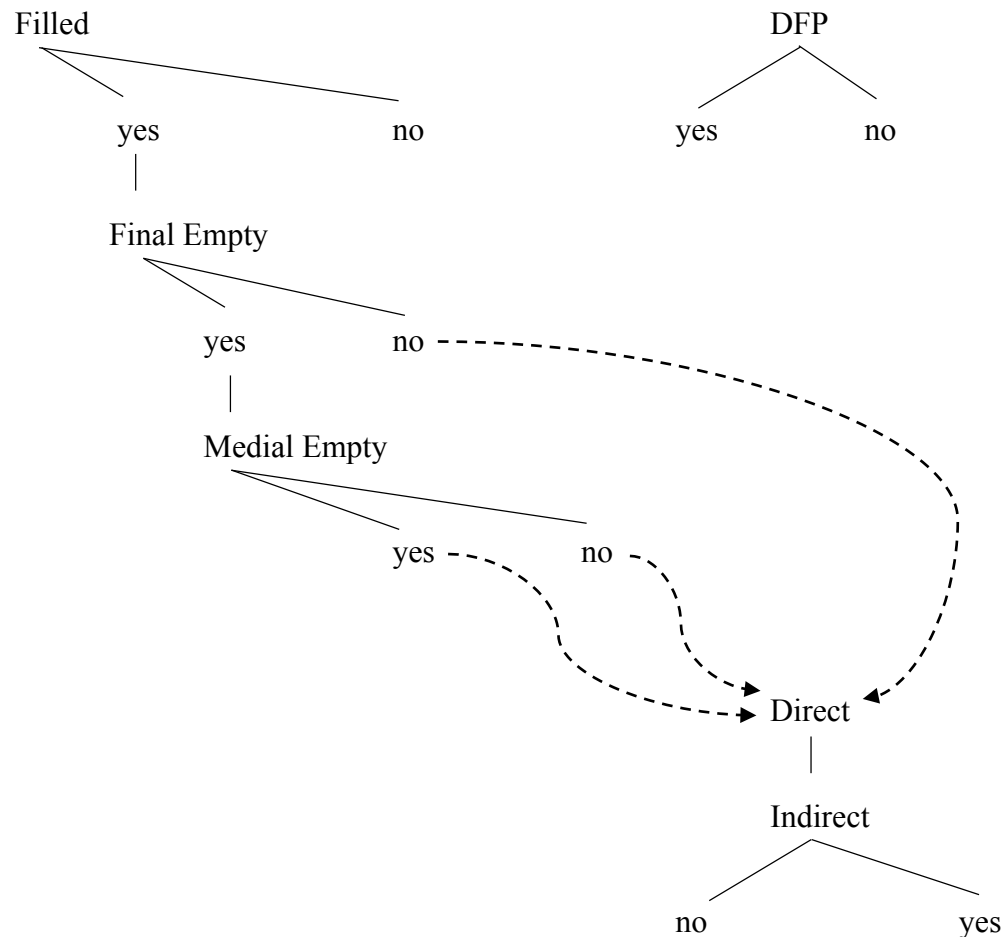 Filled DFP
yes no yes no
Final Empty
yes no
Medial Empty
yes no
Direct
Indirect
no yes